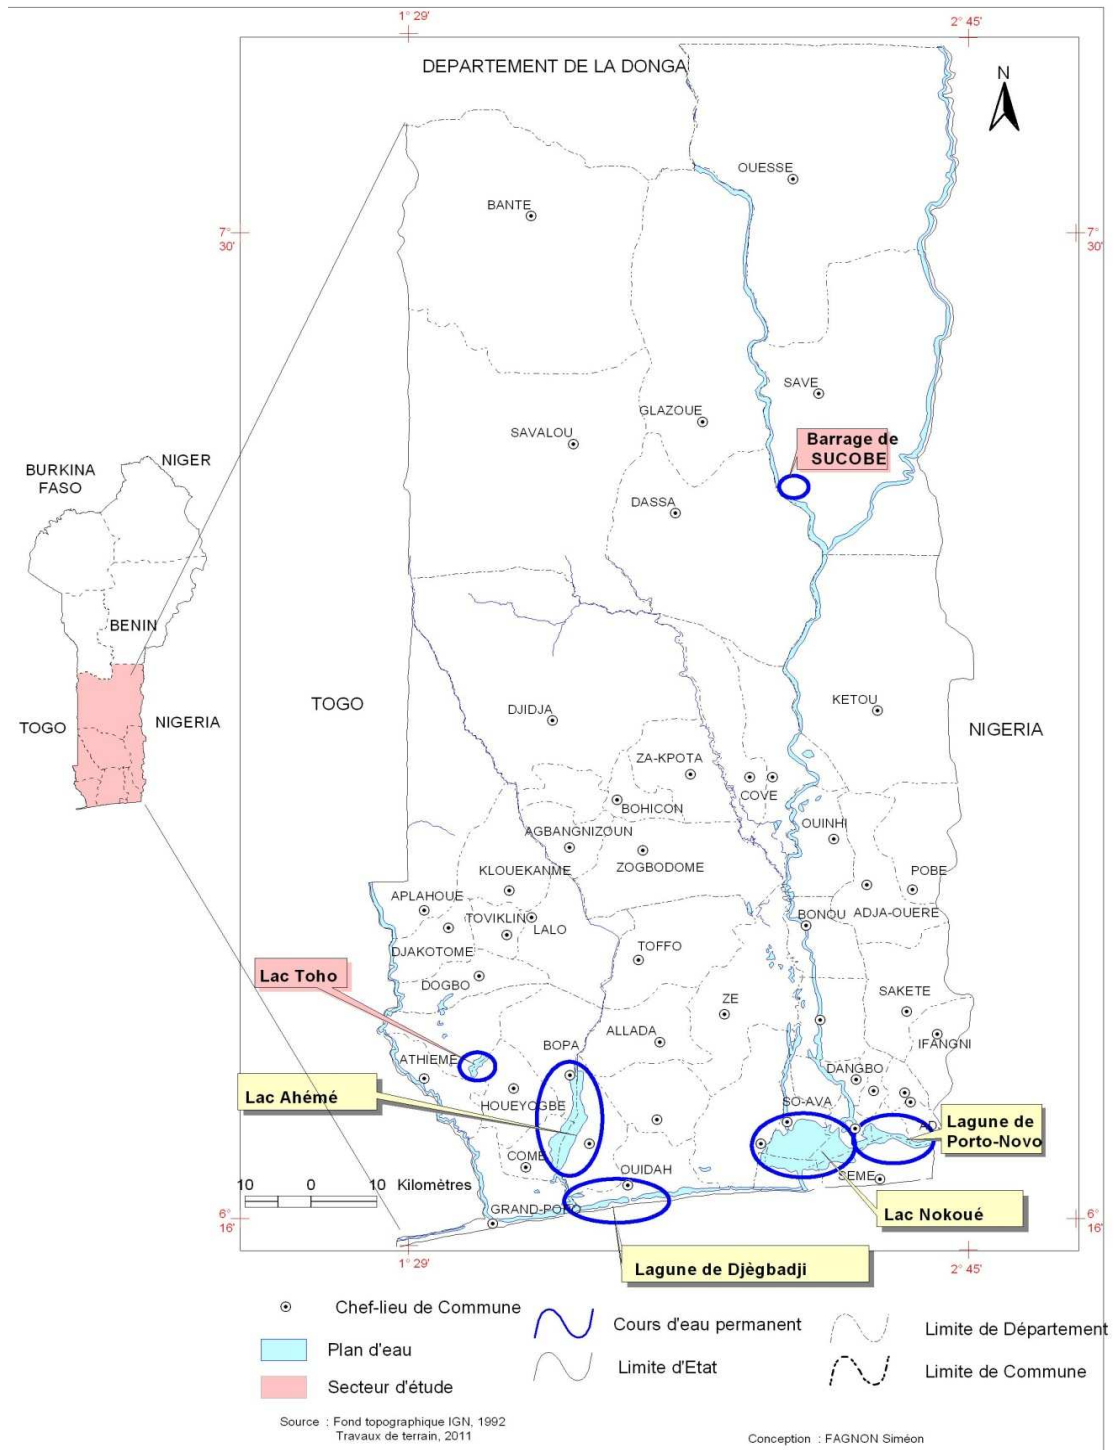 1° 29'
2° 45'
DEPARTEMENT DE LA DONGA
N
OUESSE
BANTE
7°
30'
7°
30'
SAVE
GLAZOUE
SAVALOU
Barrage de
SUCOBE
NIGER
BURKINA
FASO
DASSA
BENIN
TOGO
NIGERIA
TOGO
DJIDJA
KETOU
NIGERIA
ZA-KPOTA
COVE
BOHICON
OUINHI
AGBANGNIZOUN
ZOGBODOME
KLOUEKANME
POBE
APLAHOUE
ADJA-OUERE
TOVIKLIN
LALO
BONOU
DJAKOTOME
TOFFO
Lac Toho
DOGBO
SAKETE
ZE
ALLADA
IFANGNI
BOPA
ATHIEME
DANGBO
Lac Ahémé
HOUEYOGBE
SO-AVA
AD
Lagune de
Porto-Novo
COME
OUIDAH
SEME
10 0 10 Kilomètres
GRAND-POPO
Lac Nokoué
6°
16'
6°
16'
1° 29'
Lagune de Djègbadji
2° 45'
Chef-lieu de Commune
Cours d'eau permanent
Limite de Département
Plan d'eau
Limite d'Etat
Limite de Commune
Secteur d'étude
Source : Fond topographique IGN, 1992
Travaux de terrain, 2011
Conception : FAGNON Siméon